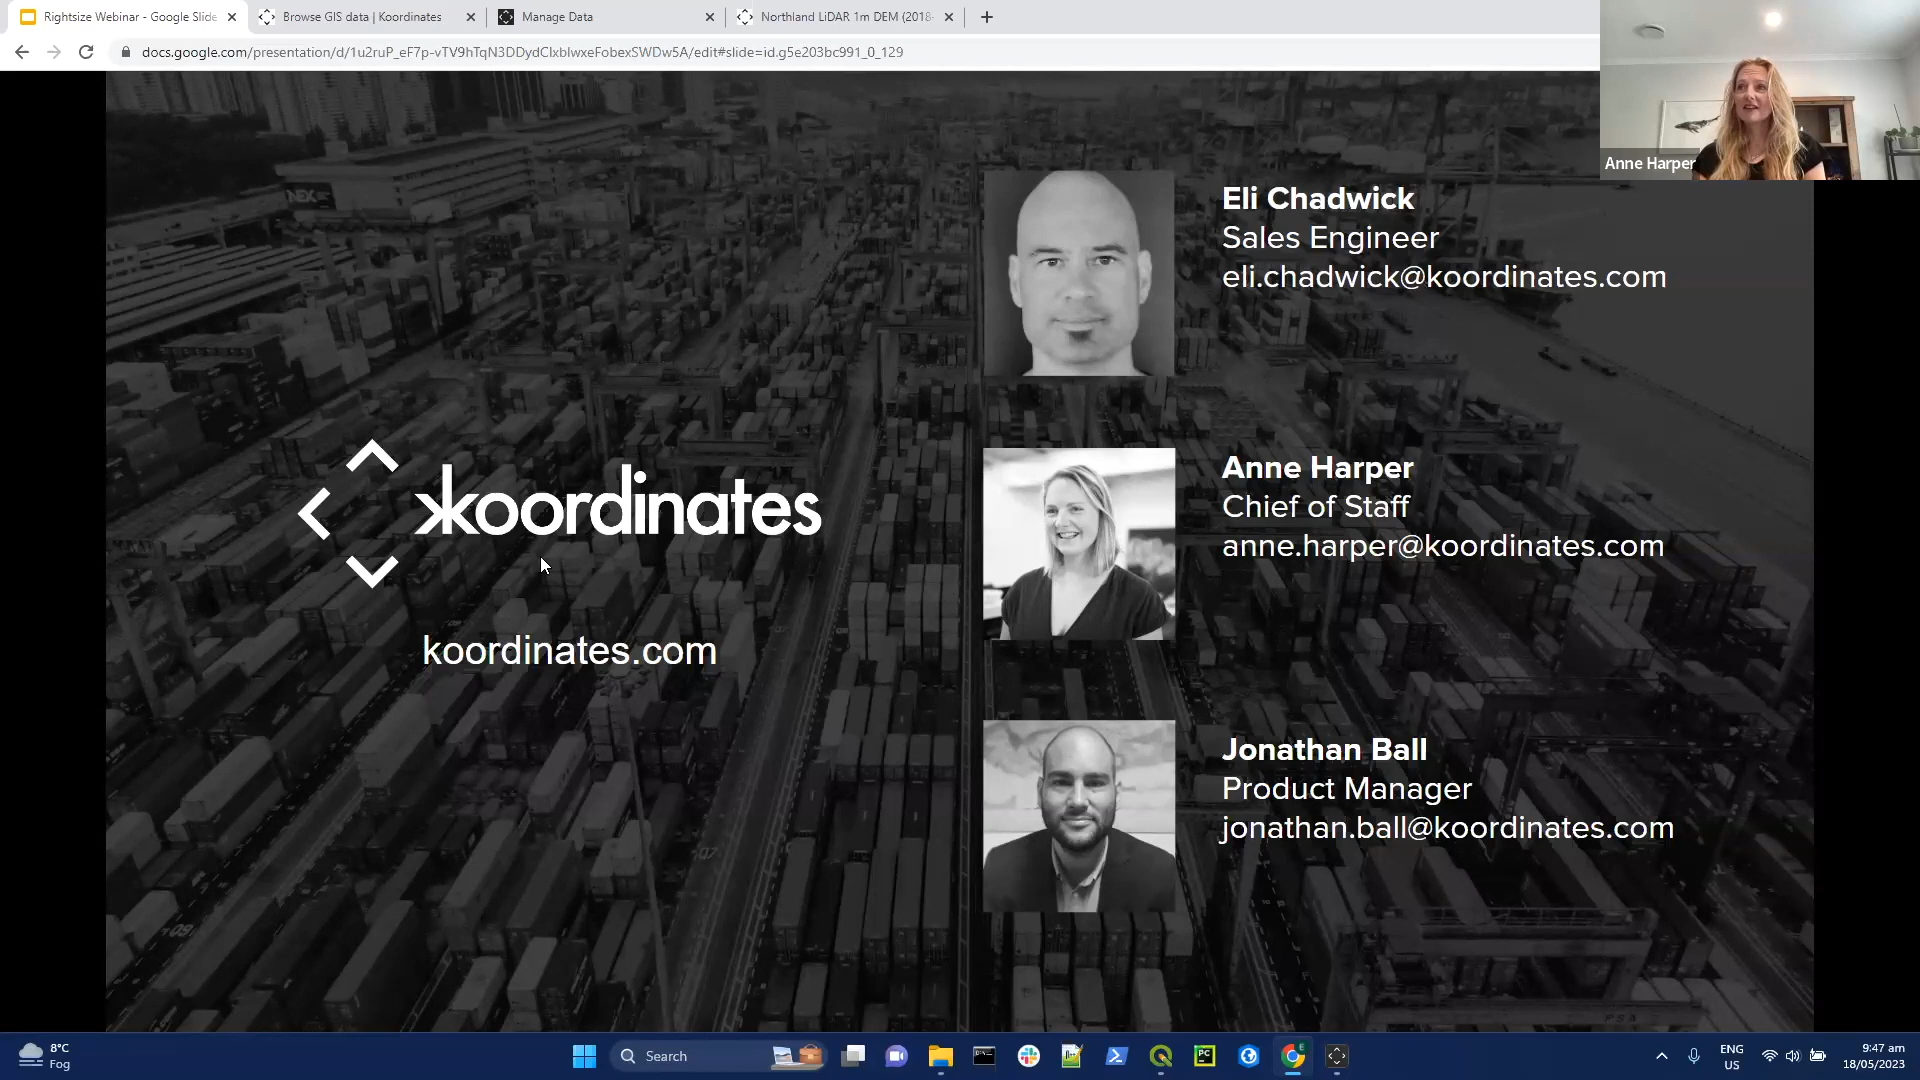 Rightsize Webinar - Google Slide
Browse GIS data | Koordinates
Manage Data
Northland LiDAR 1m DEM (2018-
docs.google.com/presentation/d/1u2ruP_eF7p-vTV9hTqN3DDydClxblwxeFobexSWDw5A/edit#slide=id.g5e203bc991_0_129
Anne Harper
Eli Chadwick
Sales Engineer
eli.chadwick@koordinates.com
koordinates
koordinates.com
Anne Harper
Chief of Staff
anne.harper@koordinates.com
Jonathan Ball
Product Manager
jonathan.ball@koordinates.com
8°C
Fog
Search
ENG
US
9:47 am
18/05/2023